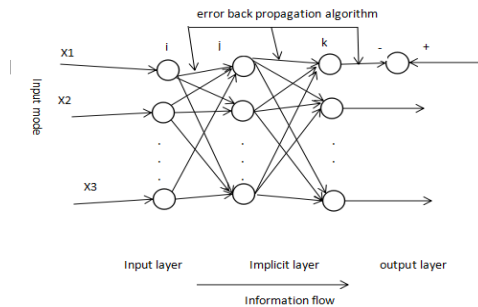 error back propagation algorithm
X1
i
j
k
-
+
Input mode
X2
X3
Input layer
Implicit layer
output layer
Information flow